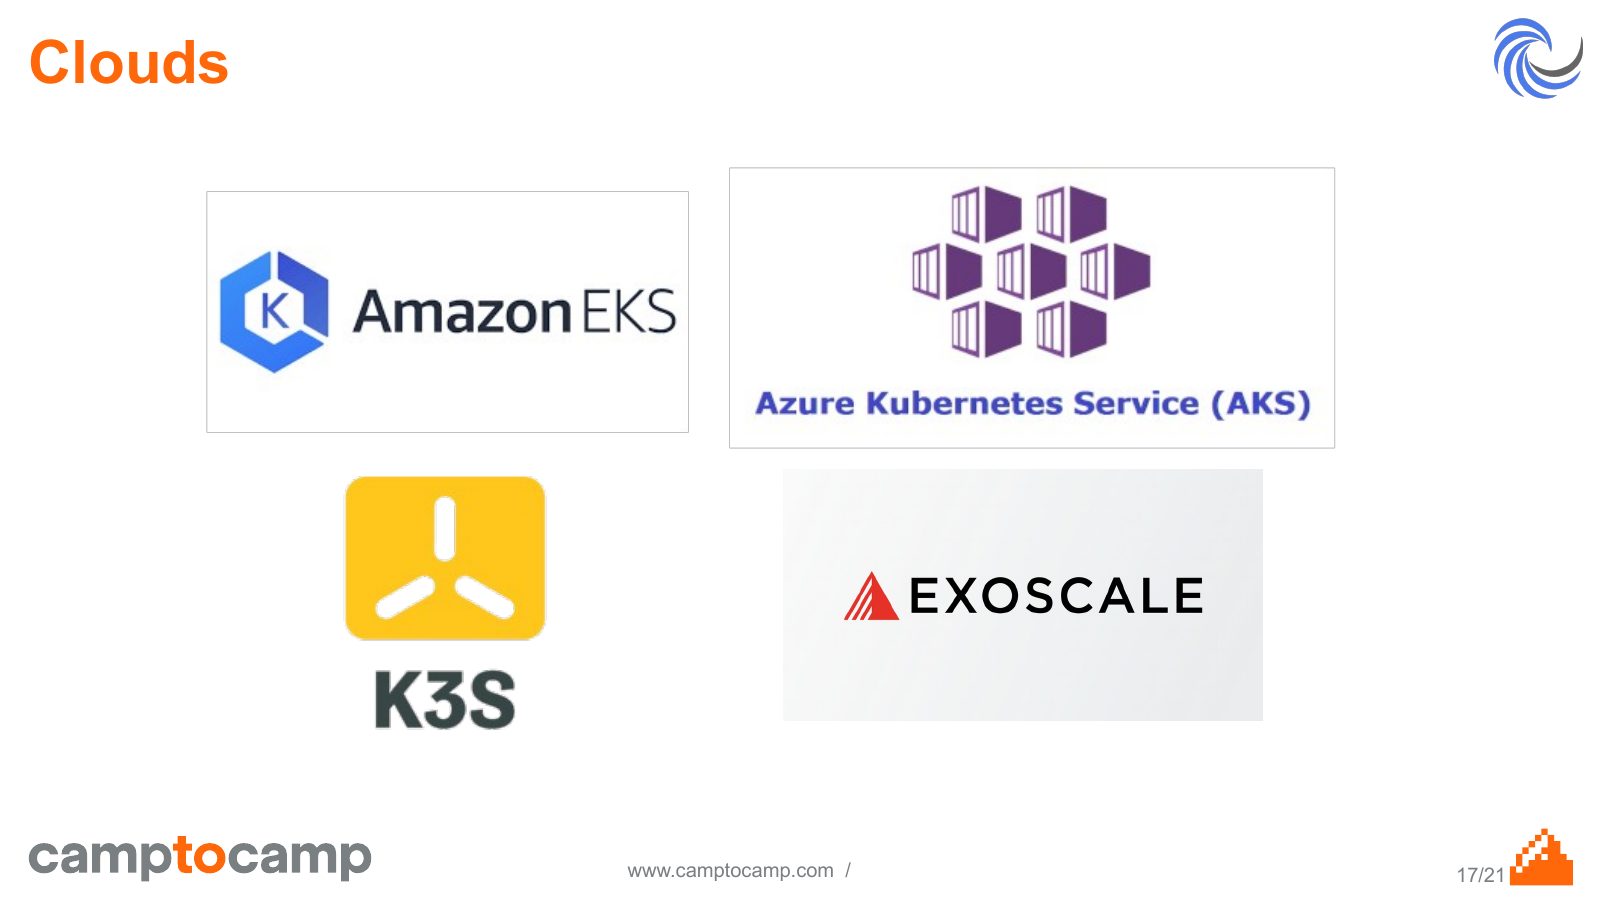 Clouds
K
Amazon EKS
Azure Kubernetes Service (AKS)
K3S
EXOSCALE
camptocamp
www.camptocamp.com /
17/21